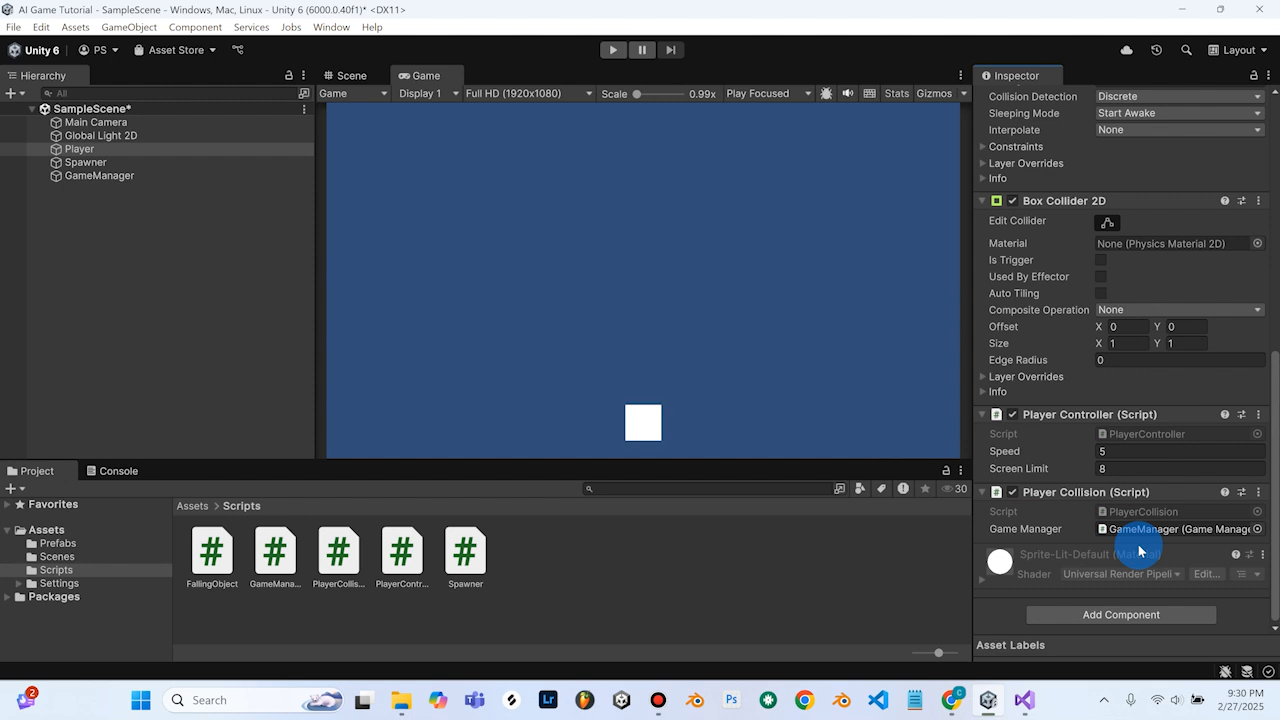 AI Game Tutorial - SampleScene - Windows, Mac, Linux - Unity 6 (6000.0.40f1)* <DX11>
File Edit Assets GameObject Component Services Jobs Window Help
Unity 6 PS Asset Store Layout
Hierarchy
All
SampleScene*
Main Camera
Global Light 2D
Player
Spawner
GameManager
Scene Game
Game Display 1 Full HD (1920x1080) Scale 0.99x Play Focused Stats Gizmos
Inspector
Collision Detection Discrete
Sleeping Mode Start Awake
Interpolate None
Constraints
Layer Overrides
Info
Box Collider 2D
Edit Collider
Material None (Physics Material 2D)
Is Trigger
Used By Effector
Auto Tiling
Composite Operation None
Offset X 0 Y 0
Size X 1 Y 1
Edge Radius 0
Layer Overrides
Info
Player Controller (Script)
Script PlayerController
Speed 5
Screen Limit 8
Player Collision (Script)
Script PlayerCollision
Game Manager GameManager (Game Manage
Sprite-Lit-Default (Material)
Shader Universal Render Pipeli Edit...
Add Component
Asset Labels
Project Console
30
Favorites
Assets
Prefabs
Scenes
Scripts
Settings
Packages
Assets > Scripts
FallingObject GameMana... PlayerCollis... PlayerContr... Spawner
2 Search
9:30 PM
2/27/2025